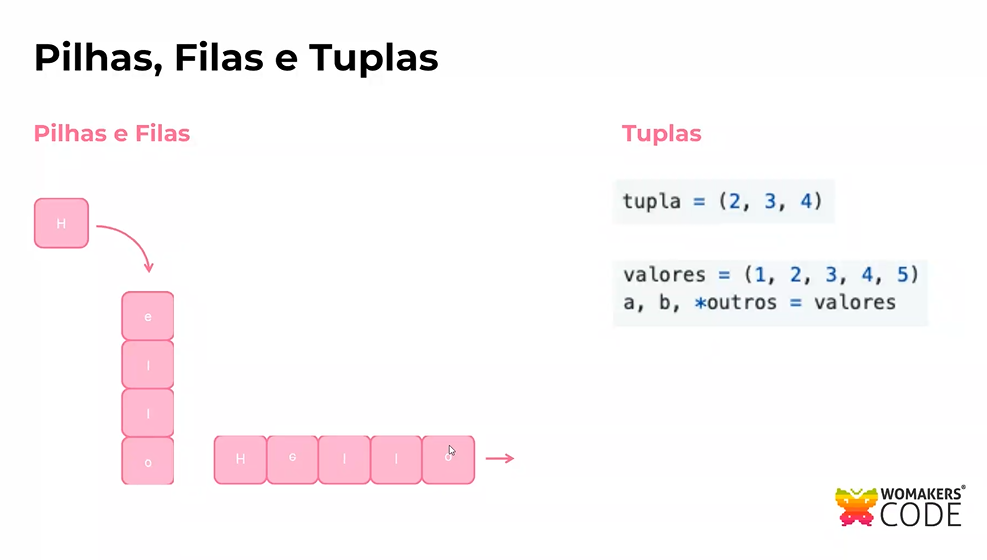 Pilhas, Filas e Tuplas
Pilhas e Filas
H
e
l
l
o
H e l l o
Tuplas
tupla = (2, 3, 4)
valores = (1, 2, 3, 4, 5)
a, b, *outros = valores
WOMAKERS®
CODE